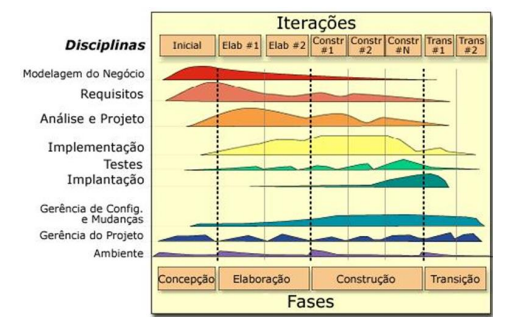 Iterações
Disciplinas
Inicial
Elab #1
Elab #2
Constr #1
Constr #2
Constr #N
Trans #1
Trans #2
Modelagem do Negócio
Requisitos
Análise e Projeto
Implementação
Testes
Implantação
Gerência de Config.
e Mudanças
Gerência do Projeto
Ambiente
Concepção
Elaboração
Construção
Transição
Fases